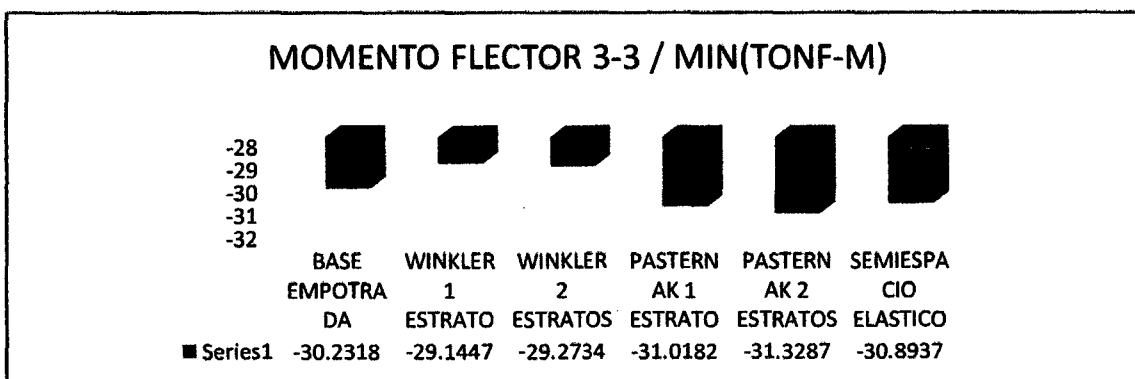 MOMENTO FLECTOR 3-3 / MIN(TONF-M)
-28
-29
-30
-31
-32
BASE WINKLER WINKLER PASTERN PASTERN SEMIESPA
EMPOTRA 1 2 AK 1 AK 2 CIO
DA ESTRATO ESTRATOS ESTRATO ESTRATOS ELASTICO
Series1 -30.2318 -29.1447 -29.2734 -31.0182 -31.3287 -30.8937